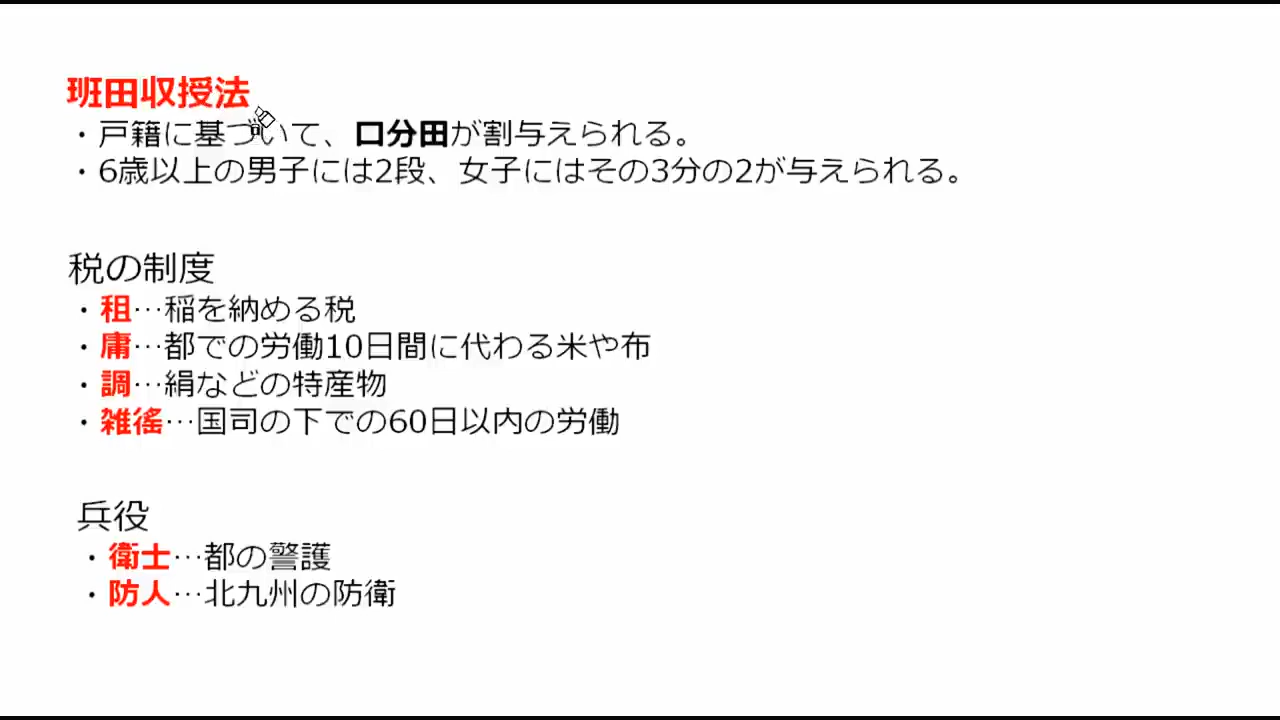 班田収授法
・戸籍に基づいて、口分田が割与えられる。
・6歳以上の男子には2段、女子にはその3分の2が与えられる。
税の制度
・租…稲を納める税
・庸…都での労働10日間に代わる米や布
・調…絹などの特産物
・雑徭…国司の下での60日以内の労働
兵役
・衛士…都の警護
・防人…北九州の防衛